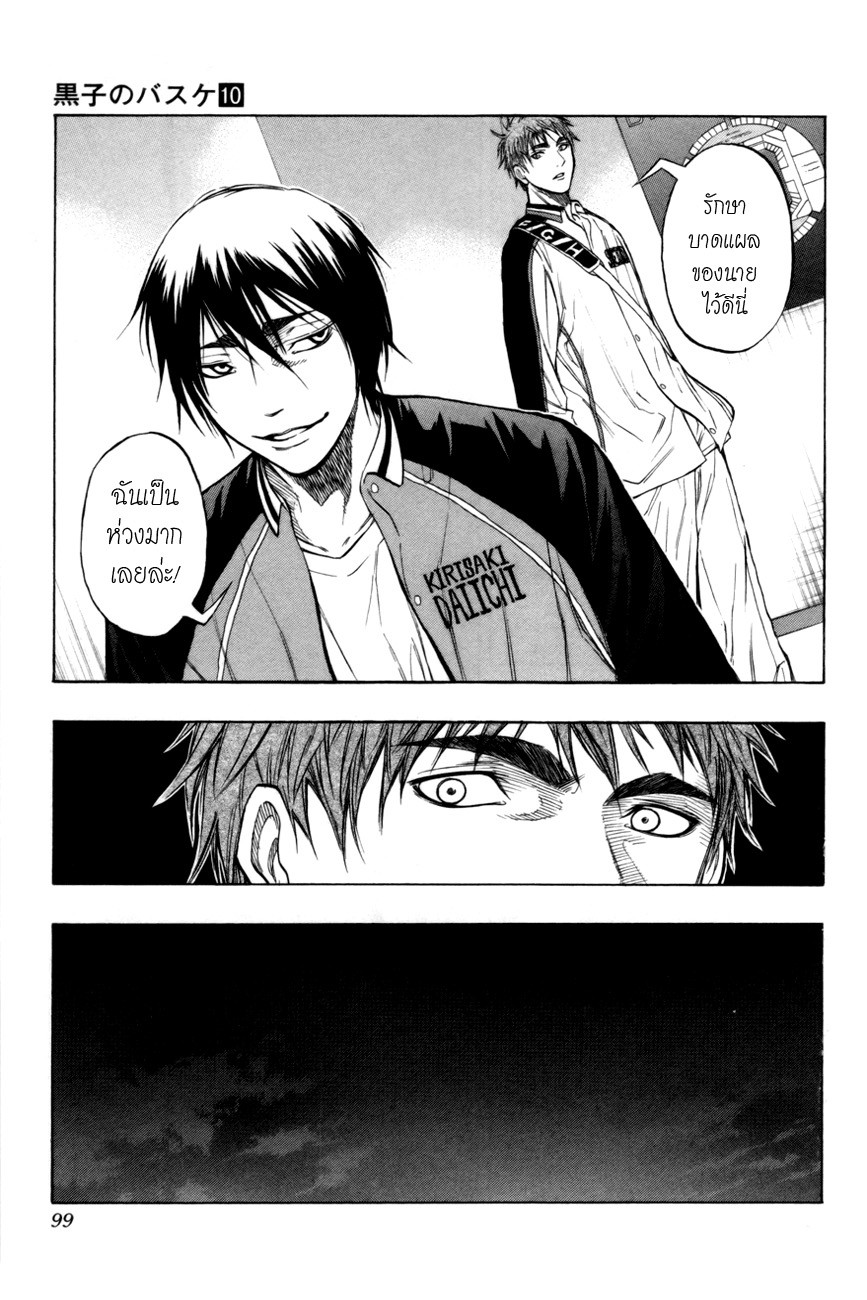 黒子のバスケ10
รักษา
บาดแผล
ของนาย
ไว้ดีนี่
ฉันเป็น
ห่วงมาก
เลยล่ะ!
KIRISAKI
DAIICHI
99